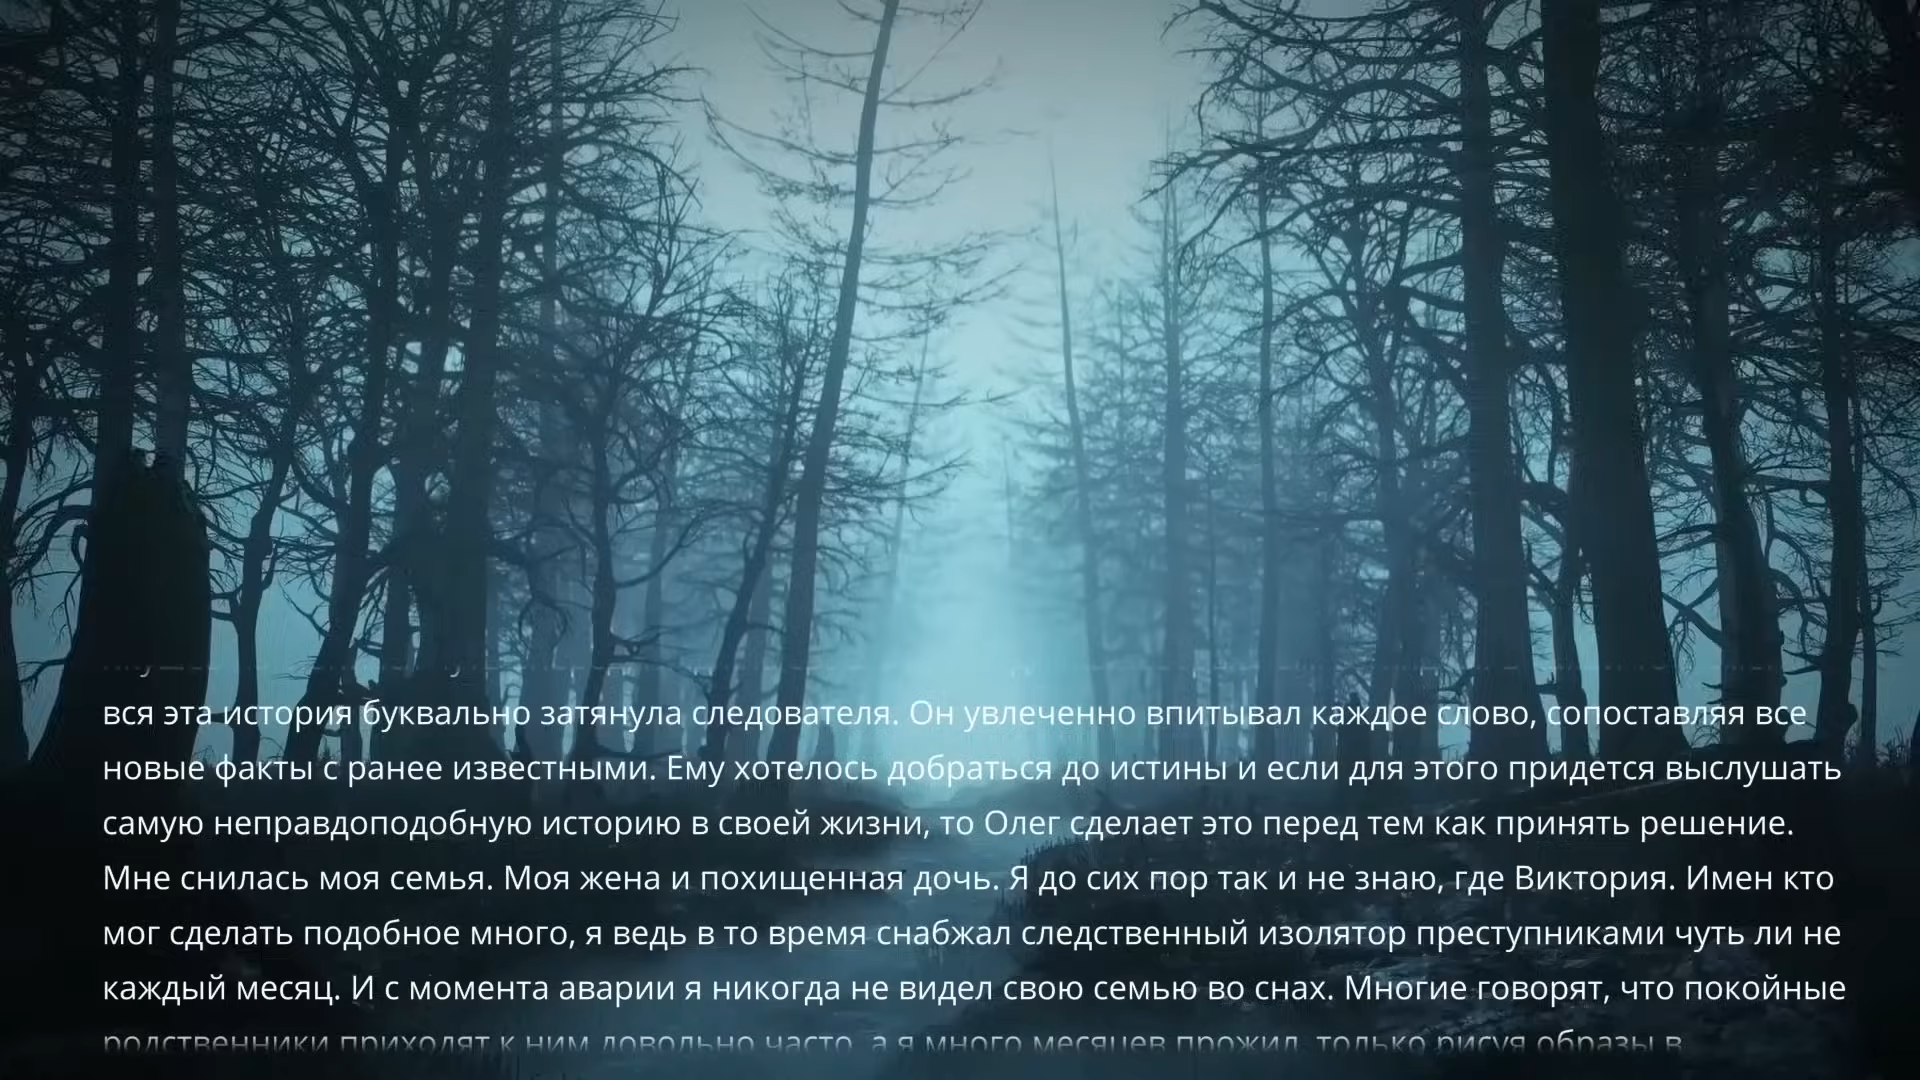 вся эта история буквально затянула следователя. Он увлеченно впитывал каждое слово, сопоставляя все
новые факты с ранее известными. Ему хотелось добраться до истины и если для этого придется выслушать
самую неправдоподобную историю в своей жизни, то Олег сделает это перед тем как принять решение.
Мне снилась моя семья. Моя жена и похищенная дочь. Я до сих пор так и не знаю, где Виктория. Имен кто
мог сделать подобное много, я ведь в то время снабжал следственный изолятор преступниками чуть ли не
каждый месяц. И с момента аварии я никогда не видел свою семью во снах. Многие говорят, что покойные
родственники приходят к ним довольно часто, а я много месяцев прожил, только рисуя образы в